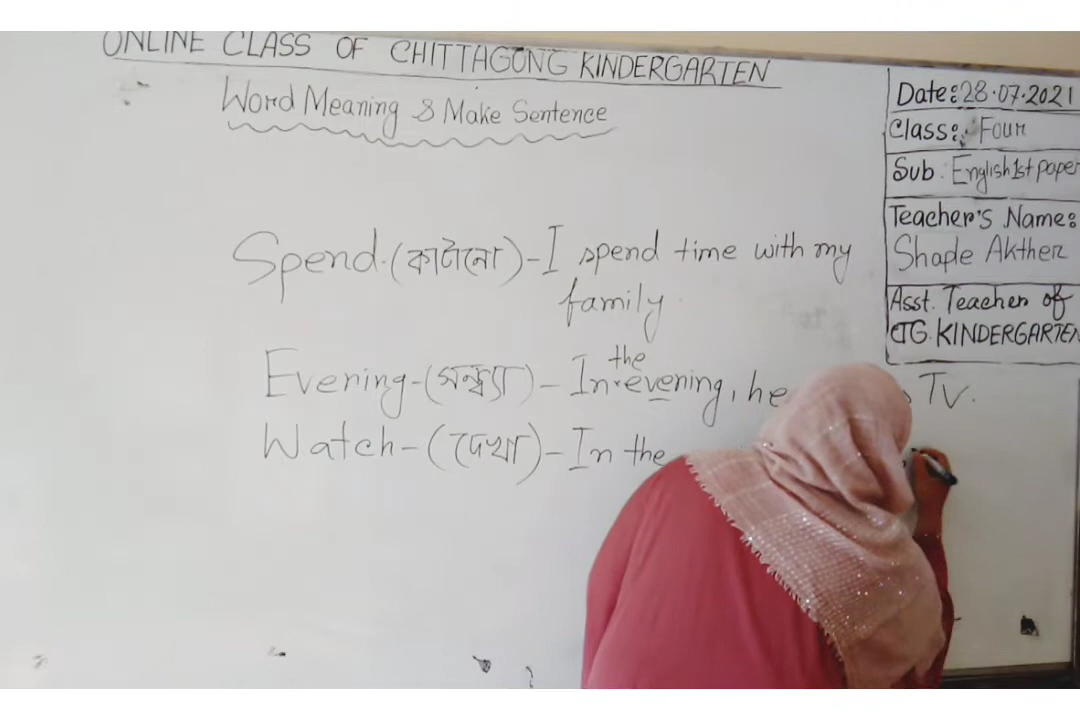 ONLINE CLASS OF CHITTAGONG KINDERGARTEN
Word Meaning & Make Sentence
Date: 28.07.2021
Class: Four
Sub: English 1st paper
Teacher's Name:
Asst. Teacher of
CTG. KINDERGARTEN
Spend. (কাটানো) - I spend time with my
family.
Evening - (সন্ধ্যা) - In the evening, he TV.
Watch - (দেখা) - In the